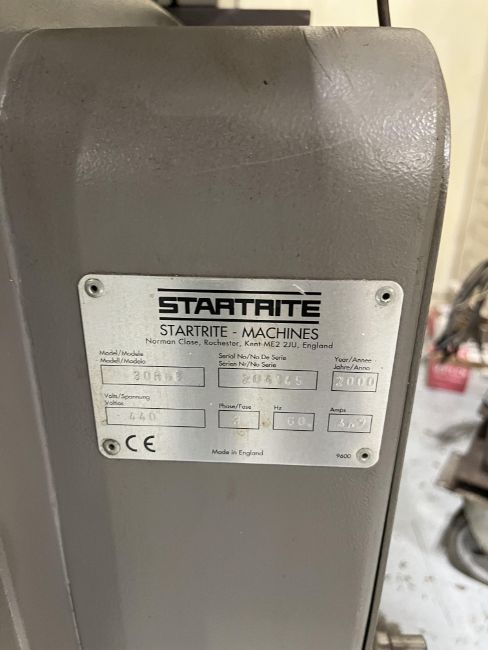 STARTRITE
STARTRITE - MACHINES
Norman Close, Rochester, Kent ME2 2JU, England
Model/Modele Serial No/No De Serie Year/Annee
Modell/Modelo Serien Nr/No Serie Jahre/Anno
2000
Volts/Spannung Phase/Fase Hz Amps
Voltios
440 3 60
CE Made in England 9600